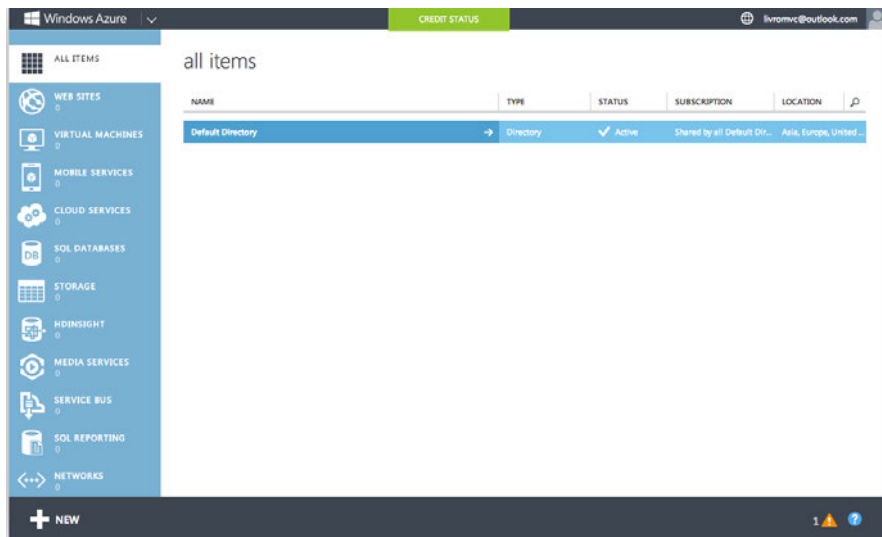 Windows Azure
CREDIT STATUS
livromvc@outlook.com
ALL ITEMS
WEB SITES
0
VIRTUAL MACHINES
0
MOBILE SERVICES
0
CLOUD SERVICES
0
DB
SQL DATABASES
0
STORAGE
0
HDINSIGHT
0
MEDIA SERVICES
0
SERVICE BUS
0
SQL REPORTING
0
NETWORKS
0
all items
NAME TYPE STATUS SUBSCRIPTION LOCATION
Default Directory Directory Active Shared by all Default Dir... Asia, Europe, United ...
NEW
1
?